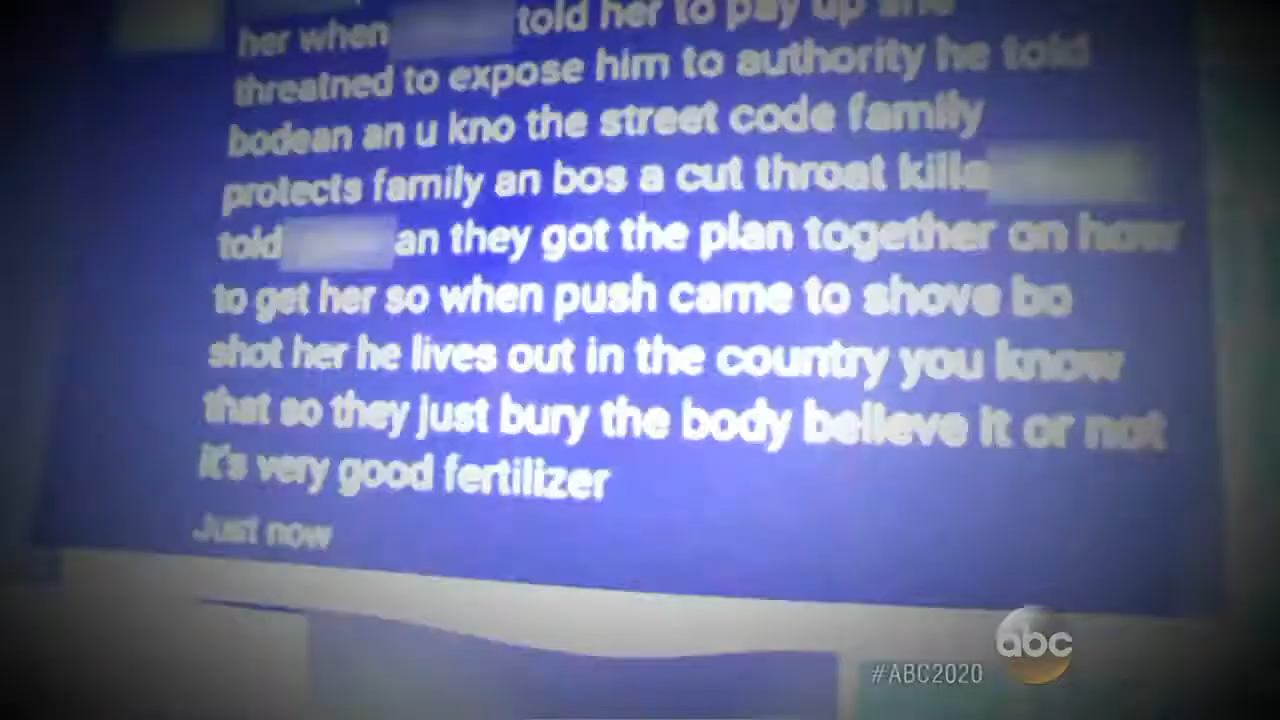 her when told her to pay up and
threatned to expose him to authority he told
bodean an u kno the street code family
protects family an bos a cut throat kille
told an they got the plan together on how
to get her so when push came to shove bo
shot her he lives out in the country you know
that so they just bury the body believe it or not
it's very good fertilizer
Just now
abc
#ABC2020